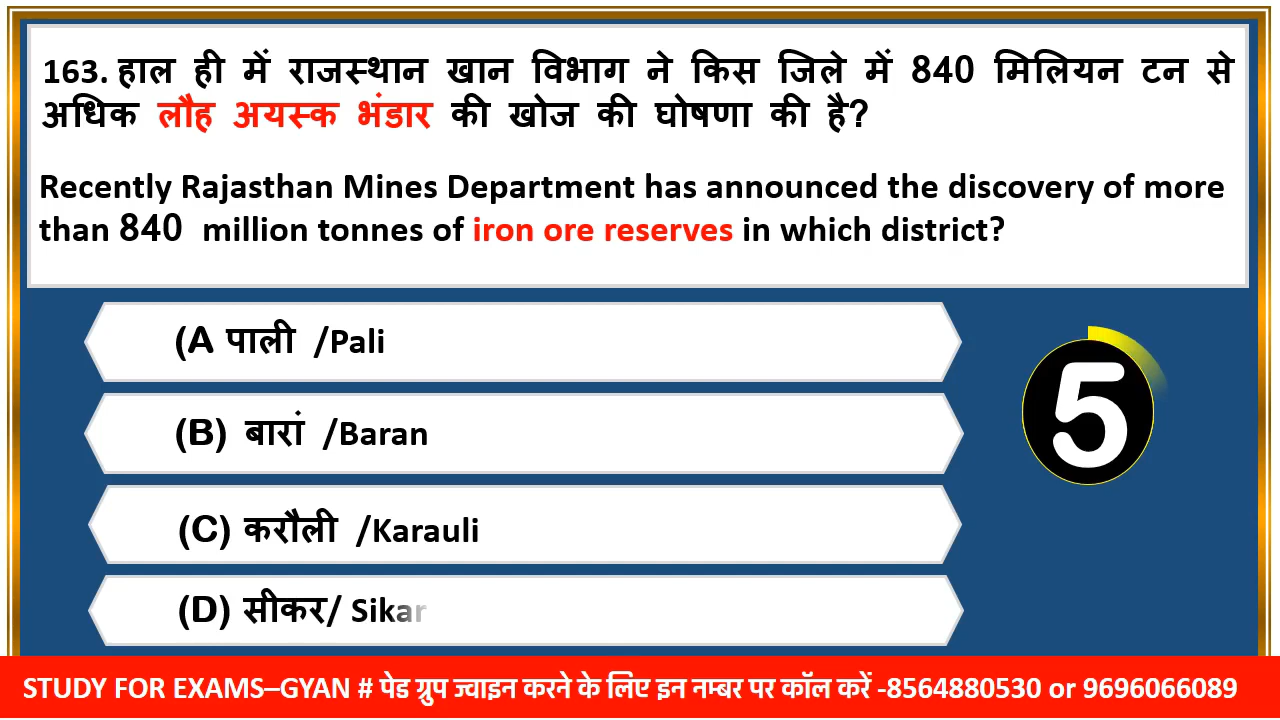 163. हाल ही में राजस्थान खान विभाग ने किस जिले में 840 मिलियन टन से
अधिक लौह अयस्क भंडार की खोज की घोषणा की है?
Recently Rajasthan Mines Department has announced the discovery of more
than 840 million tonnes of iron ore reserves in which district?
(A पाली /Pali
(B) बारां /Baran
5
(C) करौली /Karauli
(D) सीकर/ Sikar
STUDY FOR EXAMS–GYAN # पेड ग्रुप ज्वाइन करने के लिए इन नम्बर पर कॉल करें -8564880530 or 9696066089